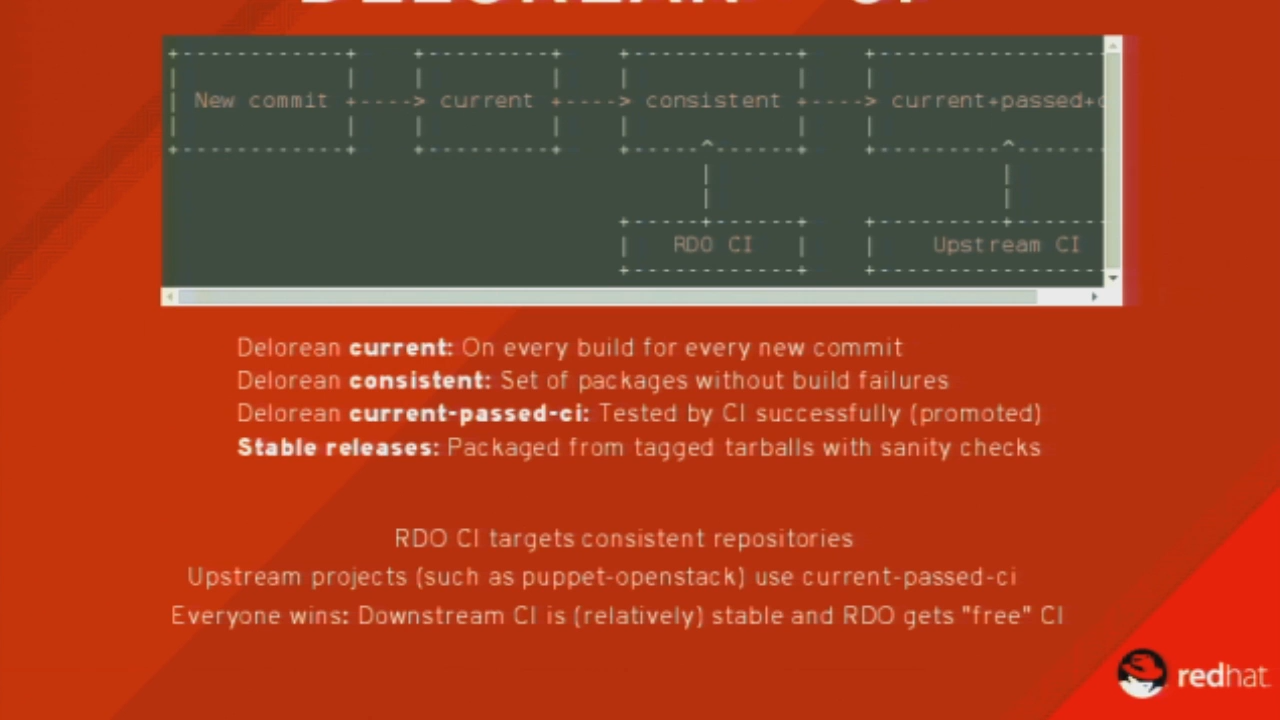 DELOREAN CI
New commit current consistent current+passed+c
RDO CI Upstream CI
Delorean current: On every build for every new commit
Delorean consistent: Set of packages without build failures
Delorean current-passed-ci: Tested by CI successfully (promoted)
Stable releases: Packaged from tagged tarballs with sanity checks
RDO CI targets consistent repositories
Upstream projects (such as puppet-openstack) use current-passed-ci
Everyone wins: Downstream CI is (relatively) stable and RDO gets "free" CI
redhat